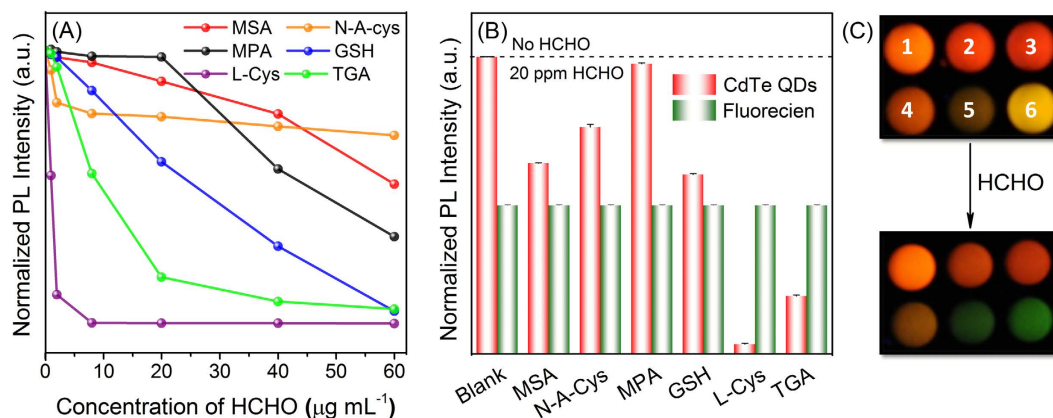 (A)
MSA
N-A-cys
MPA
GSH
L-Cys
TGA
Normalized PL Intensity (a.u.)
0 10 20 30 40 50 60
Concentration of HCHO (μg mL⁻¹)
(B)
No HCHO
20 ppm HCHO
CdTe QDs
Fluorecien
Normalized PL Intensity (a.u.)
Blank
MSA
N-A-Cys
MPA
GSH
L-Cys
TGA
(C)
1 2 3
4 5 6
HCHO